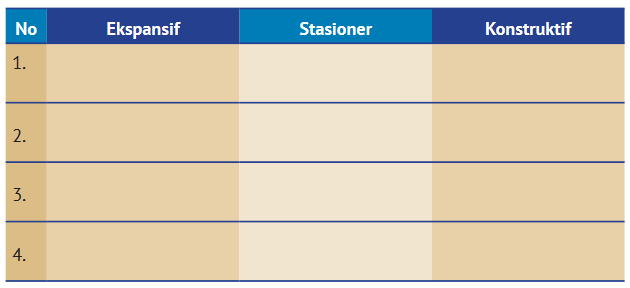 No Ekspansif Stasioner Konstruktif
1.
2.
3.
4.